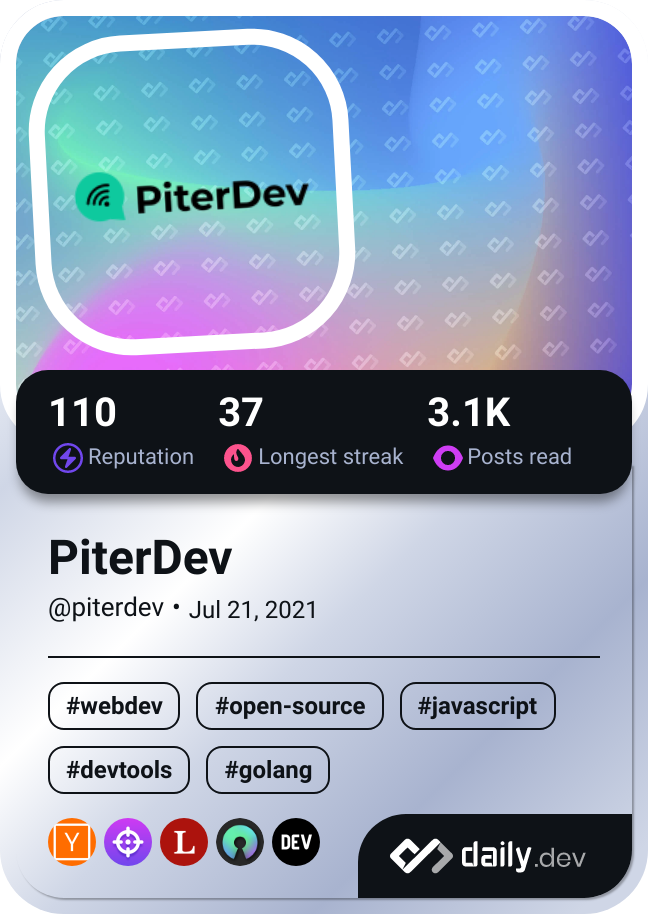 PiterDev
110 37 3.1K
Reputation Longest streak Posts read
PiterDev
@piterdev • Jul 21, 2021
#webdev #open-source #javascript
#devtools #golang
Y L DEV
daily.dev